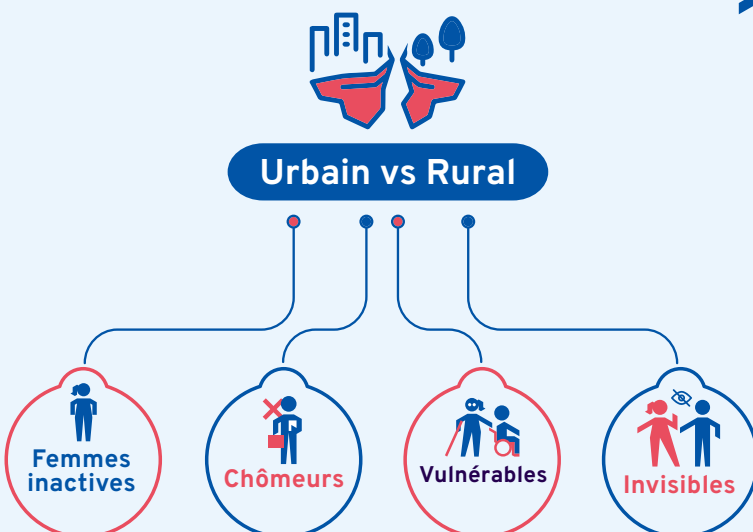 Urbain vs Rural
Femmes
inactives
Chômeurs
Vulnérables
Invisibles